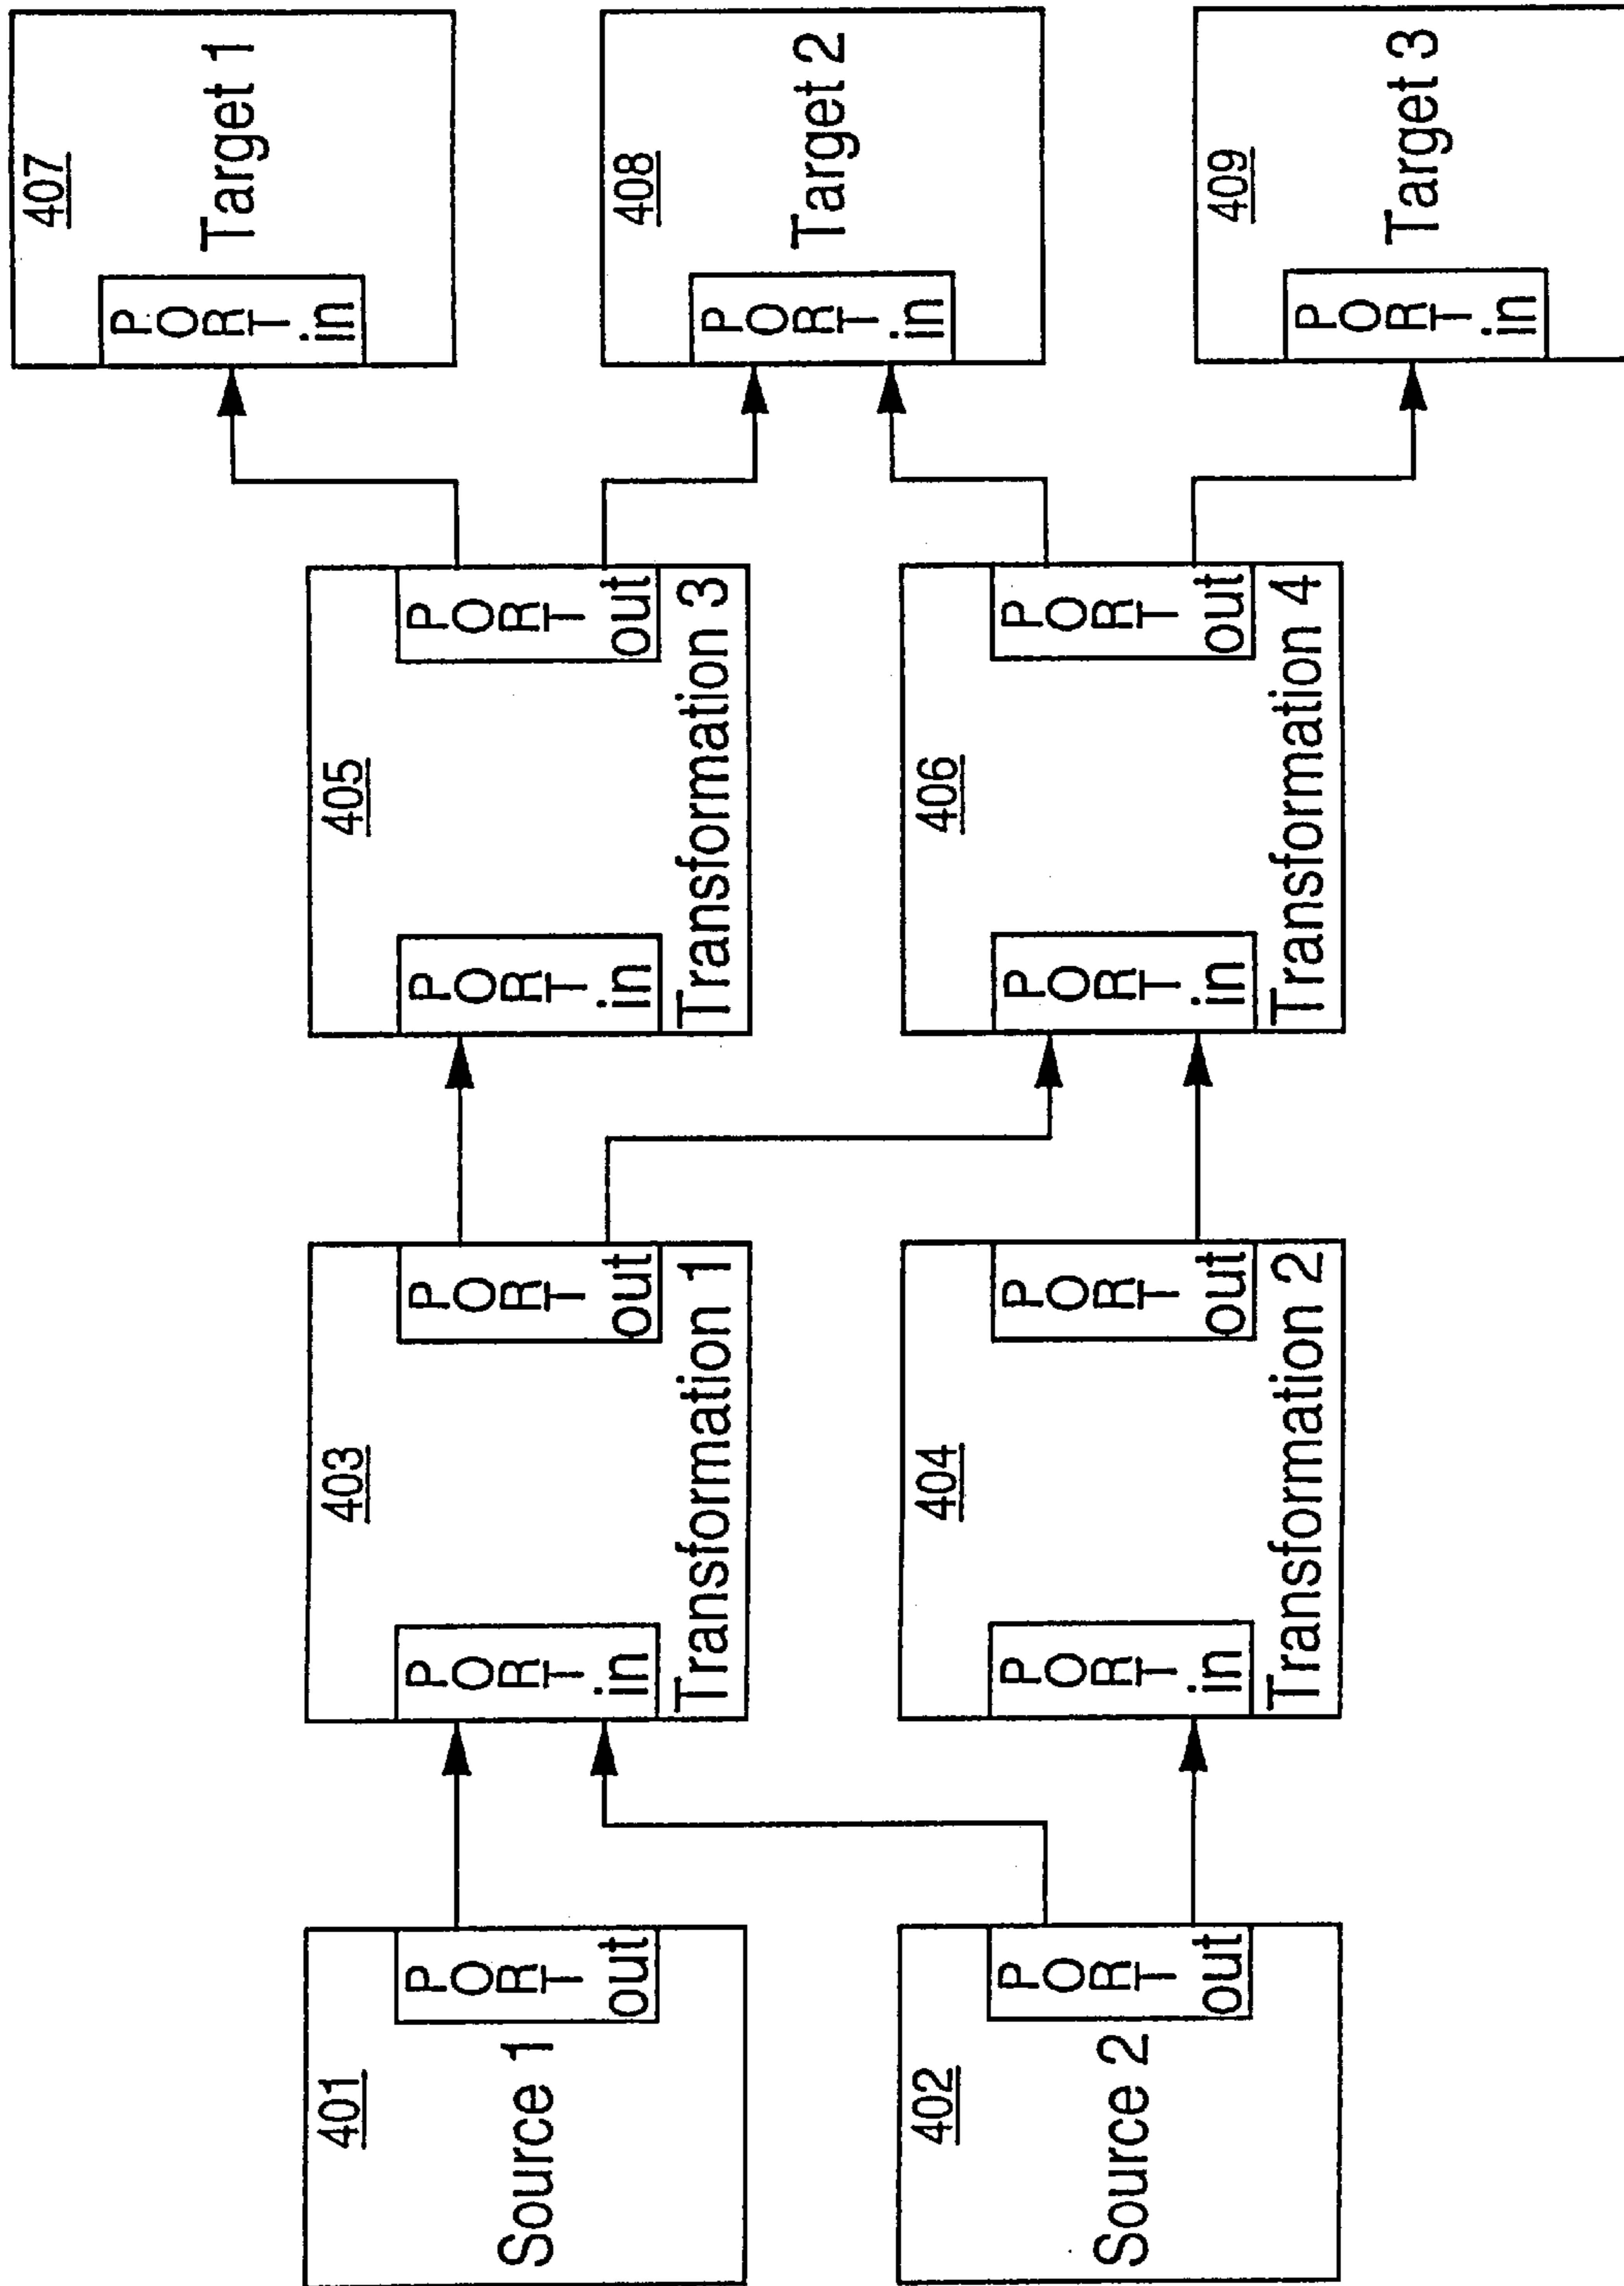 401
Source 1
PORT
out
402
Source 2
PORT
out
403
PORT
in
PORT
out
Transformation 1
404
PORT
in
PORT
out
Transformation 2
405
PORT
in
PORT
out
Transformation 3
406
PORT
in
PORT
out
Transformation 4
407
PORT
in
Target 1
408
PORT
in
Target 2
409
PORT
in
Target 3